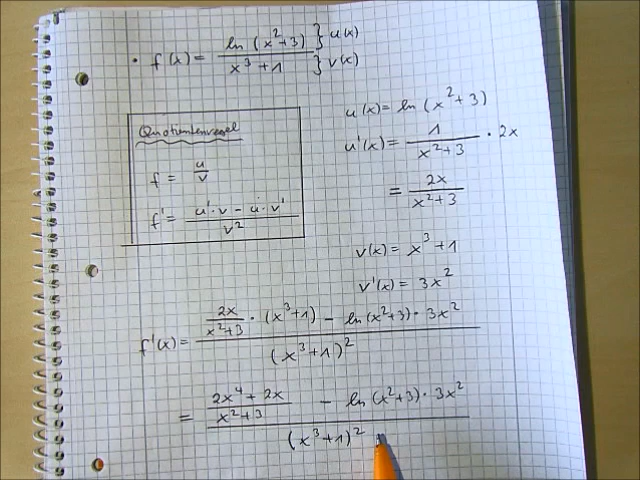 • f(x) = ln(x²+3) / x³+1 } u(x) } v(x)
u(x) = ln(x²+3)
Quotientenregel
u'(x) = 1 / x²+3 · 2x
f = u/v
= 2x / x²+3
f' = u'·v − u·v' / v²
v(x) = x³+1
v'(x) = 3x²
f'(x) = 2x / x²+3 · (x³+1) − ln(x²+3) · 3x² / (x³+1)²
= 2x⁴+2x / x²+3 − ln(x²+3) · 3x² / (x³+1)²